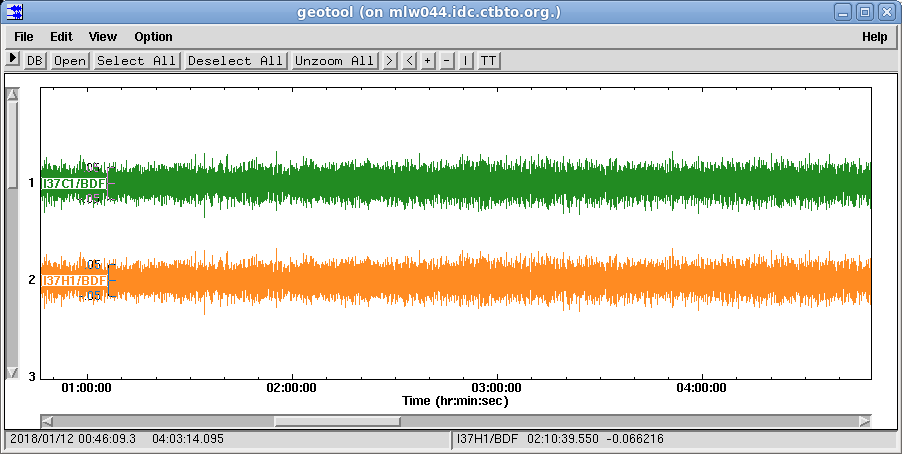 geotool (on mlw044.idc.ctbto.org.)
File Edit View Option Help
DB Open Select All Deselect All Unzoom All > < + - | TT
1
.05
I37C1/BDF
-.05
2
.05
I37H1/BDF
-.05
3
01:00:00 02:00:00 03:00:00 04:00:00
Time (hr:min:sec)
2018/01/12 00:46:09.3 04:03:14.095 I37H1/BDF 02:10:39.550 -0.066216